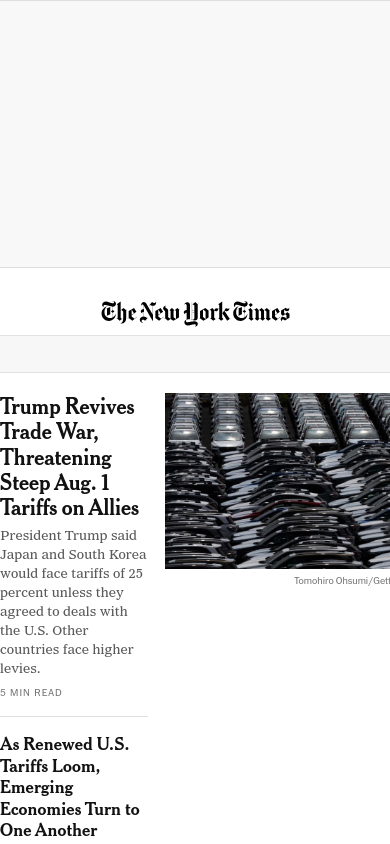 The New York Times
Trump Revives
Trade War,
Threatening
Steep Aug. 1
Tariffs on Allies
President Trump said
Japan and South Korea
would face tariffs of 25
percent unless they
agreed to deals with
the U.S. Other
countries face higher
levies.
5 MIN READ
Tomohiro Ohsumi/Gett
As Renewed U.S.
Tariffs Loom,
Emerging
Economies Turn to
One Another